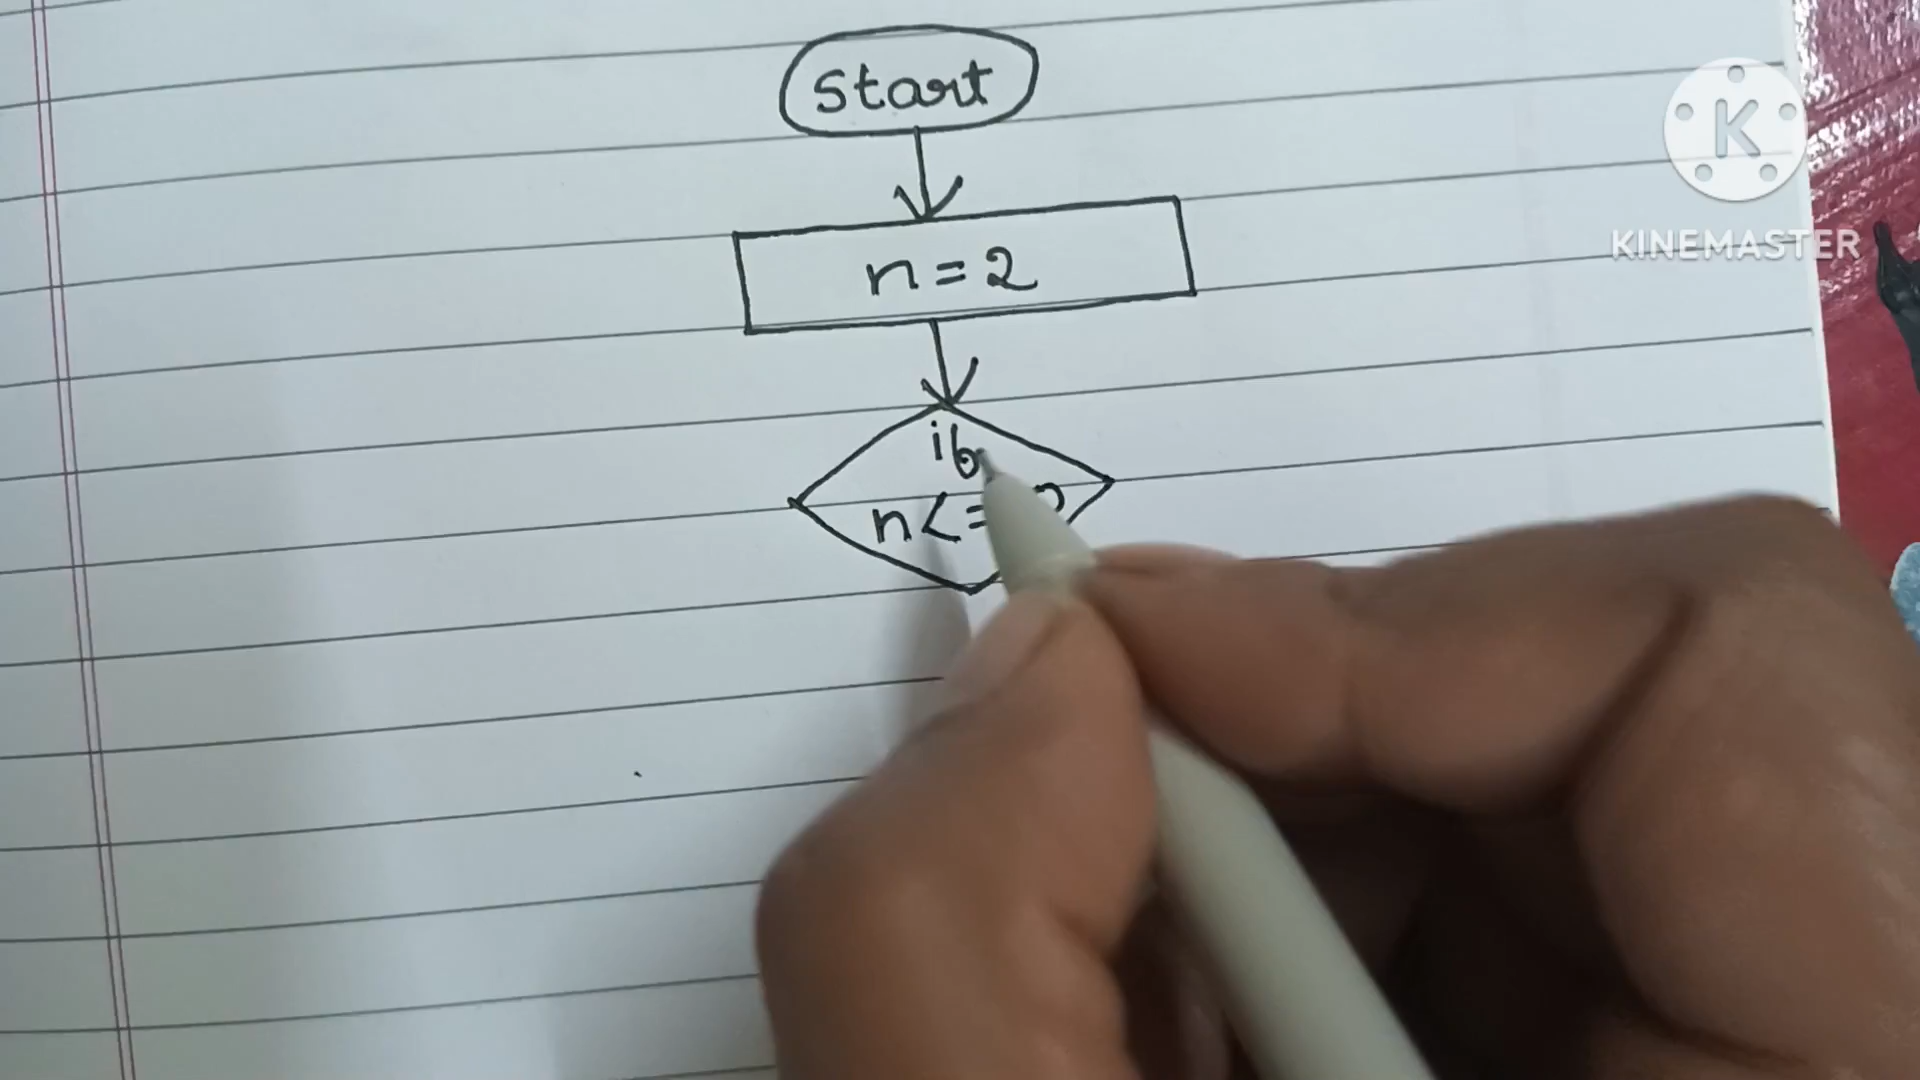 Start
n = 2
if
n <=
K
KINEMASTER